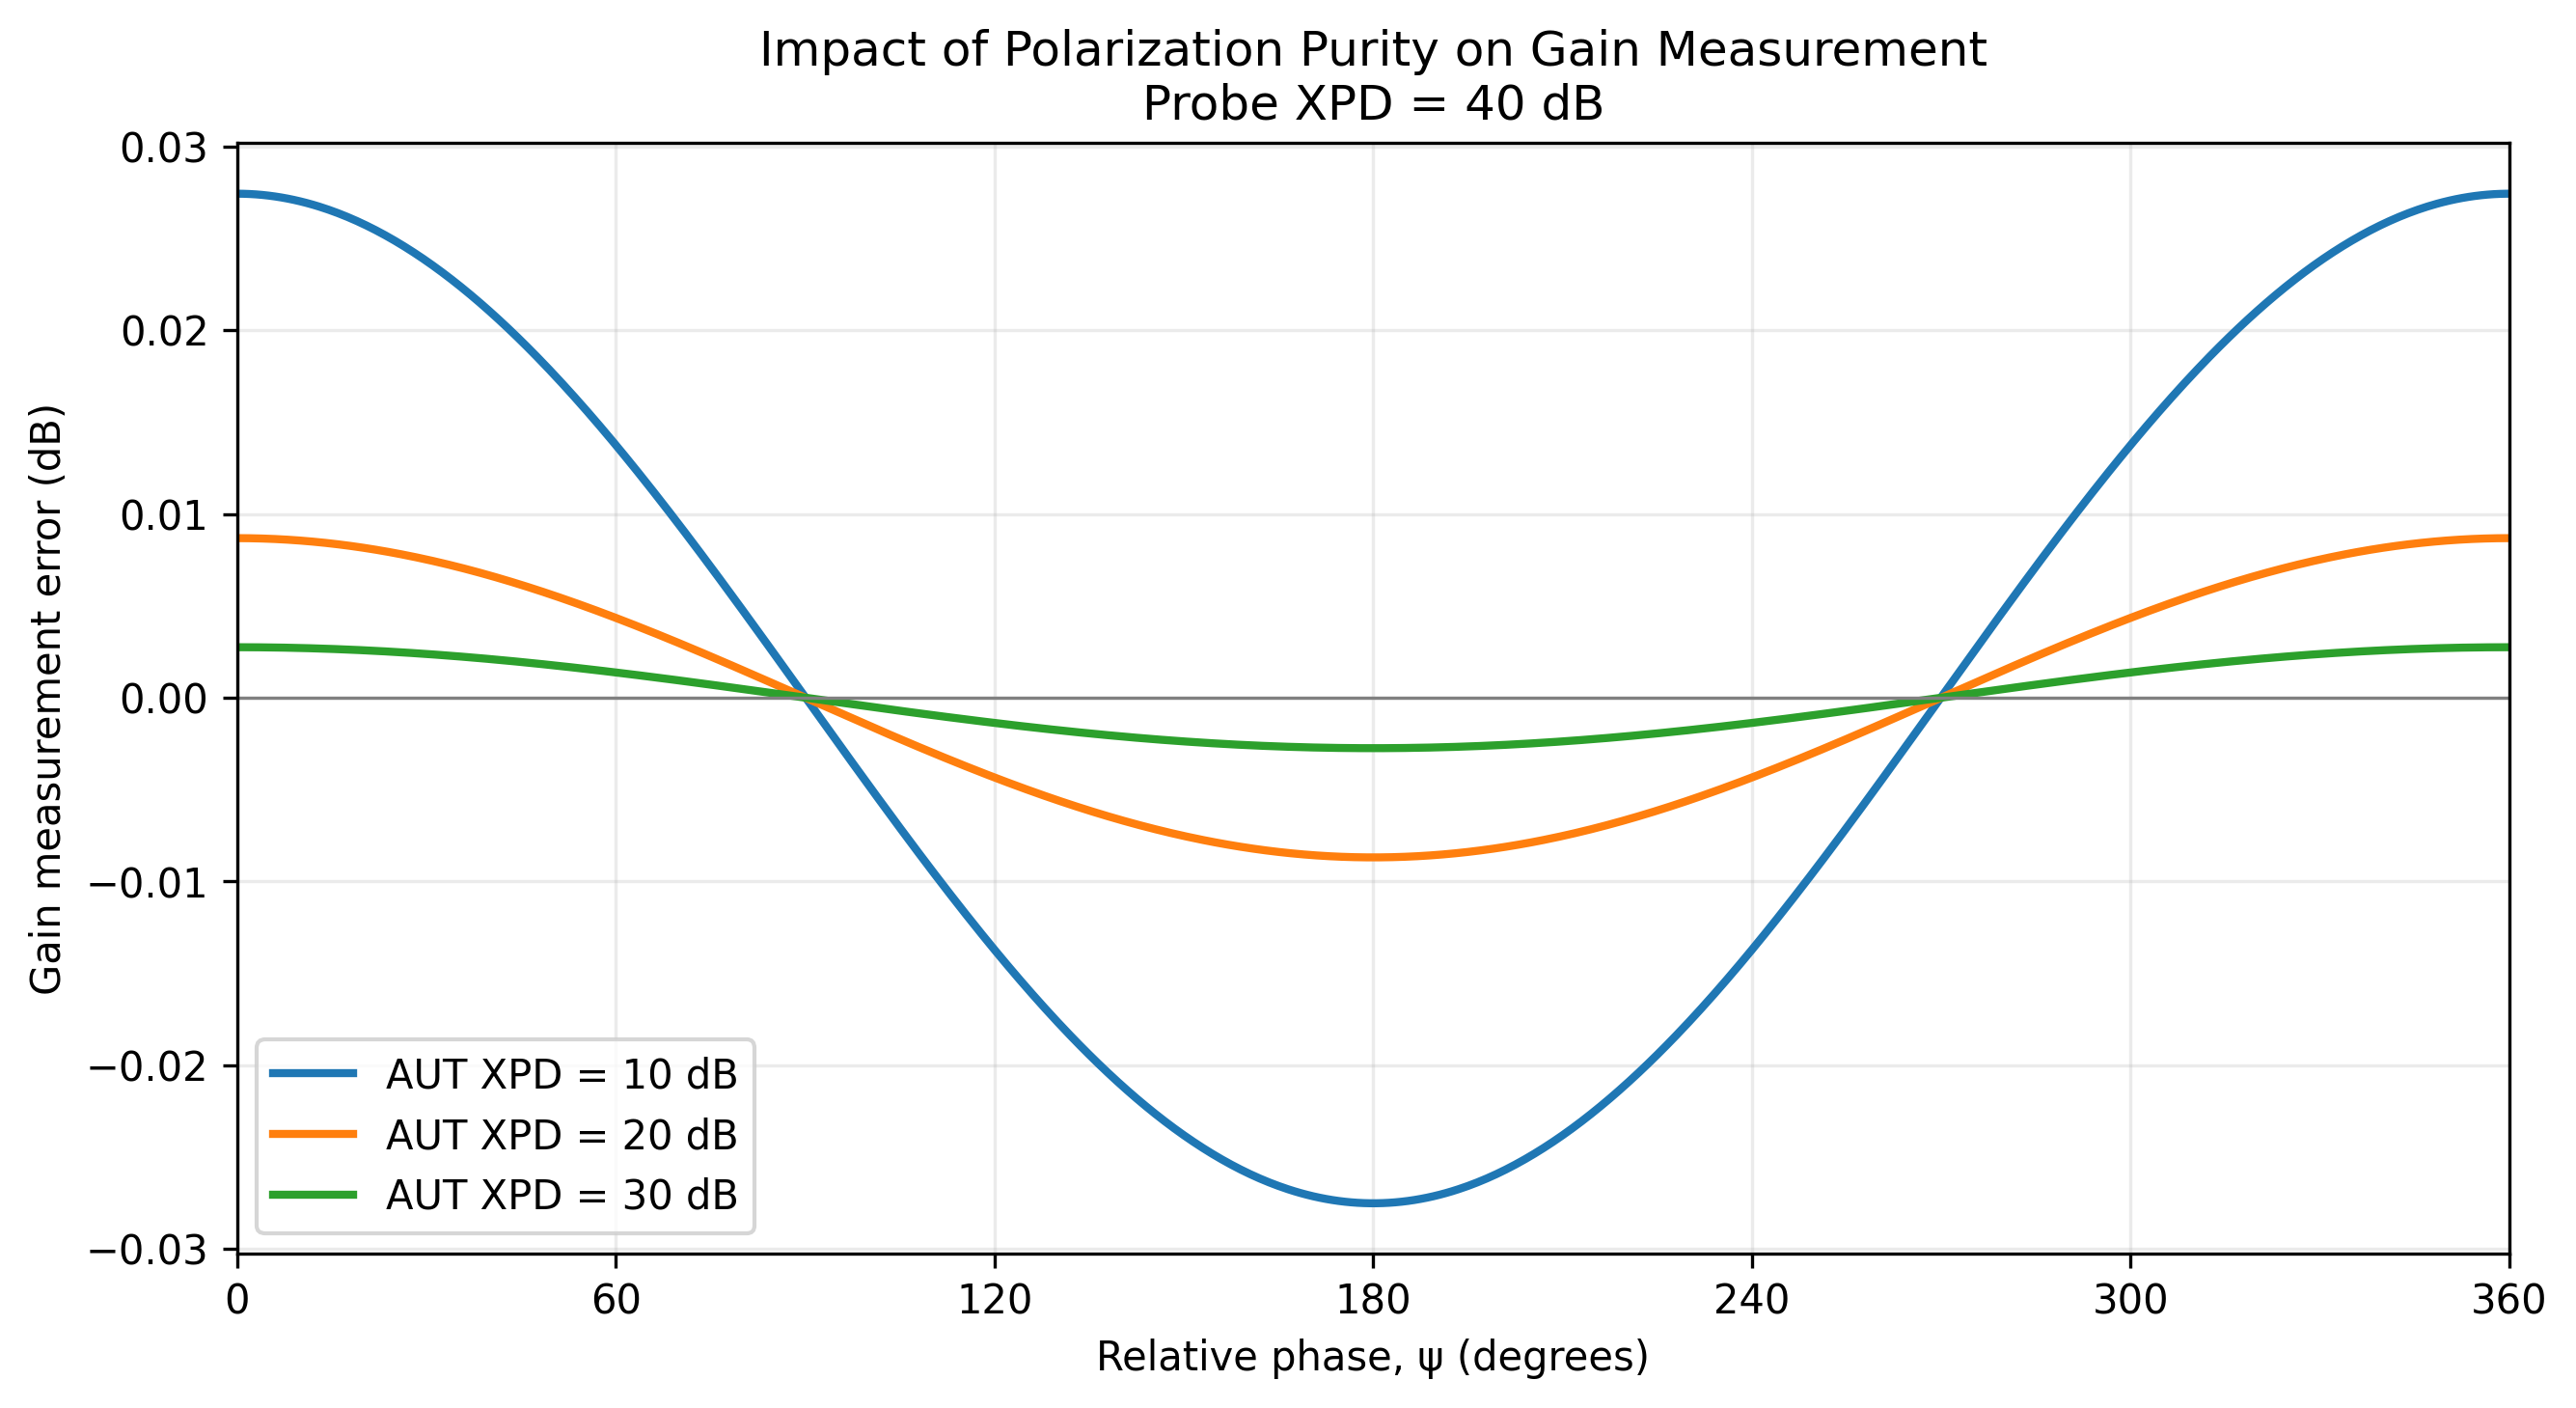 Impact of Polarization Purity on Gain Measurement
Probe XPD = 40 dB
Gain measurement error (dB)
0.03
0.02
0.01
0.00
−0.01
−0.02
−0.03
AUT XPD = 10 dB
AUT XPD = 20 dB
AUT XPD = 30 dB
0 60 120 180 240 300 360
Relative phase, ψ (degrees)